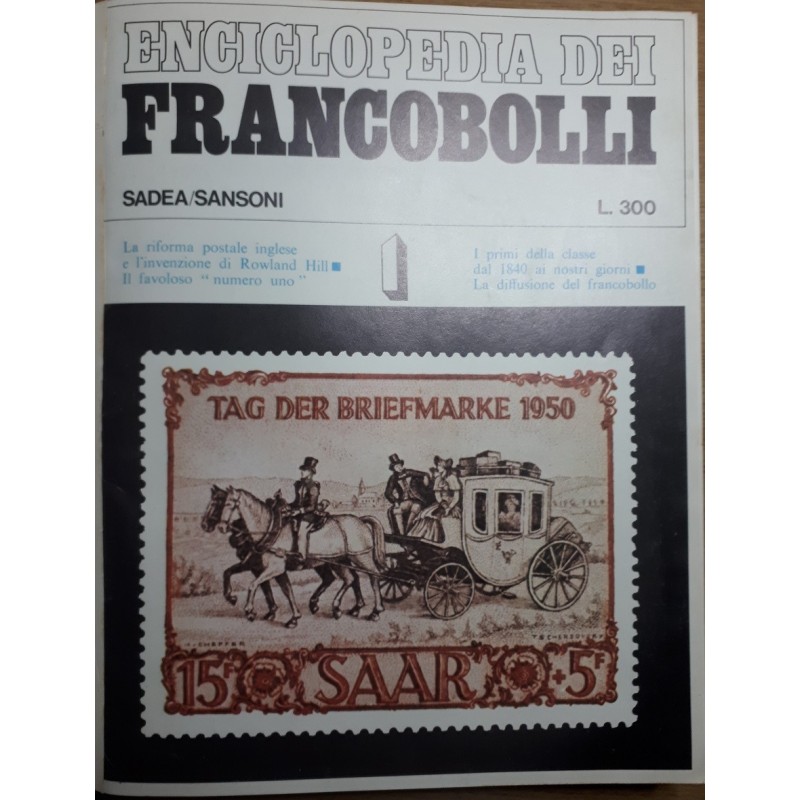 ENCICLOPEDIA DEI
FRANCOBOLLI
SADEA/SANSONI
L. 300
La riforma postale inglese
e l'invenzione di Rowland Hill ■
Il favoloso "numero uno"
1
I primi della classe
dal 1840 ai nostri giorni ■
La diffusione del francobollo
TAG DER BRIEFMARKE 1950
15F SAAR +5F